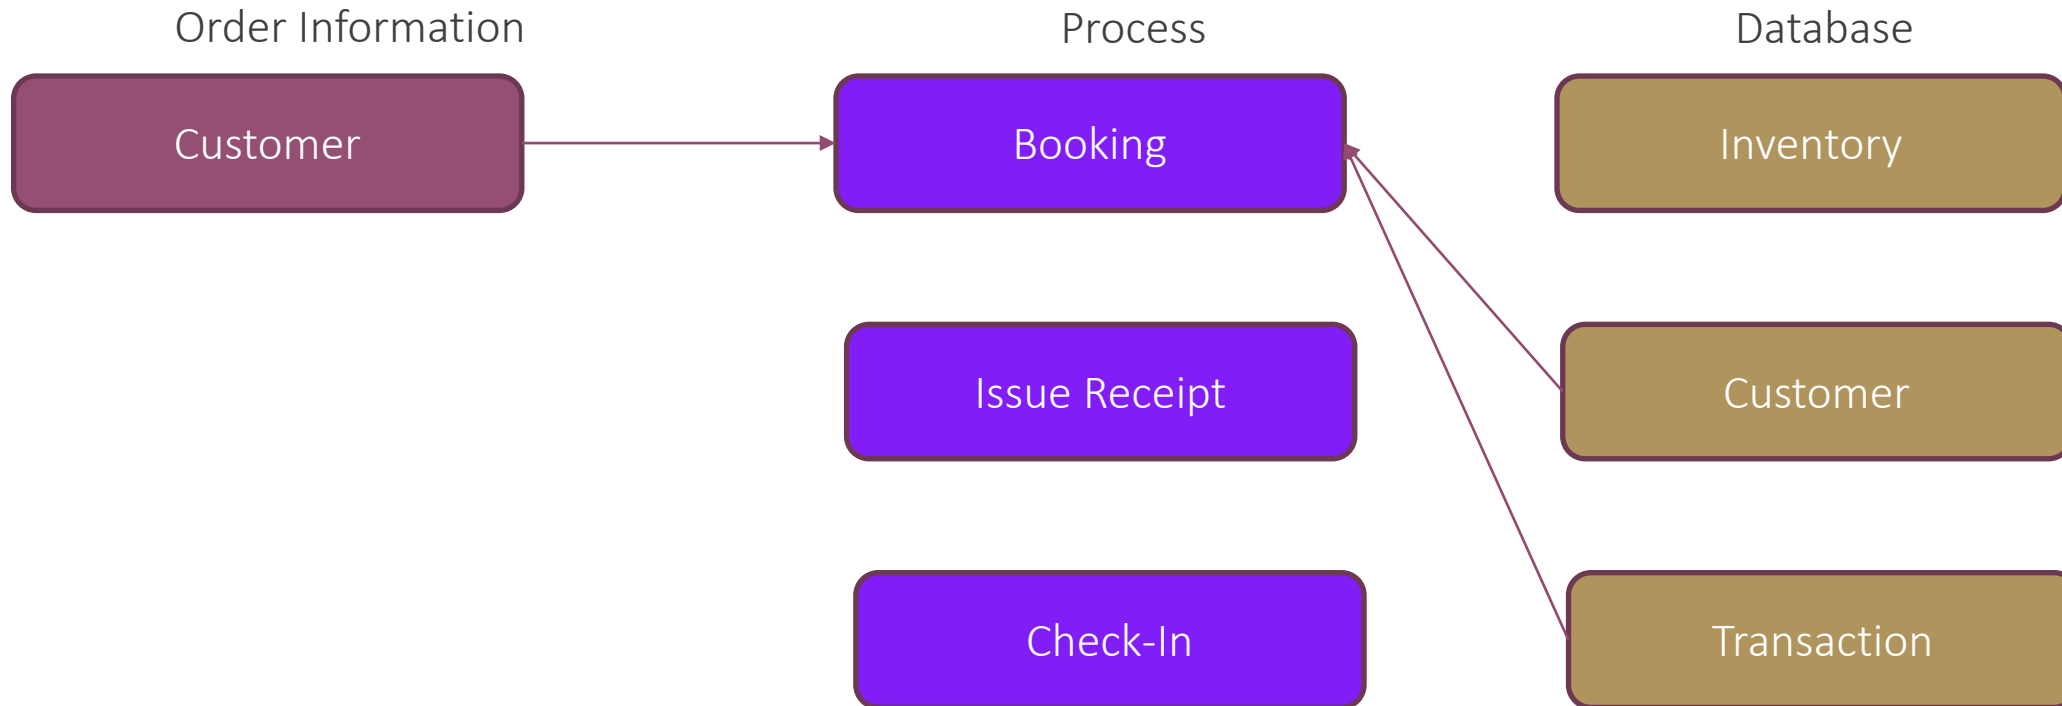 Order Information
Process
Database
Customer
Booking
Inventory
Issue Receipt
Customer
Check-In
Transaction